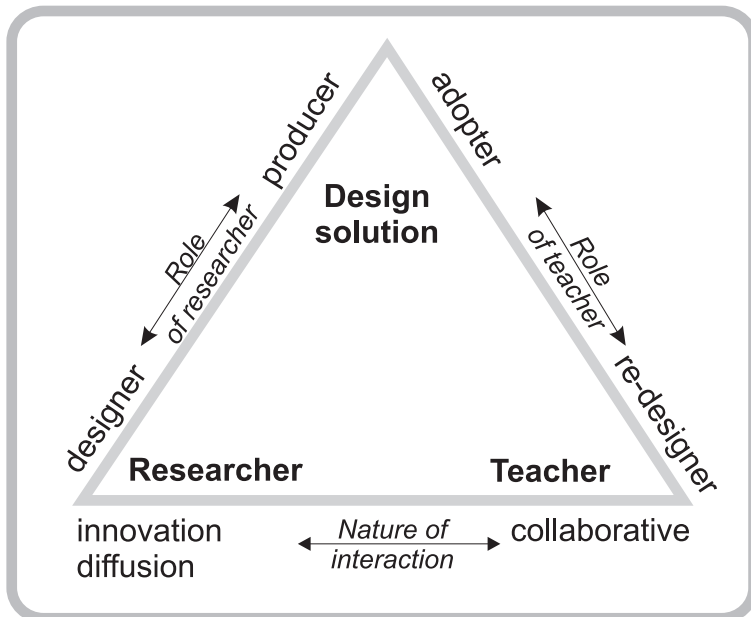 producer
adopter
Design
solution
Role
of researcher
Role
of teacher
designer
re-designer
Researcher
Teacher
innovation
diffusion
Nature of
interaction
collaborative